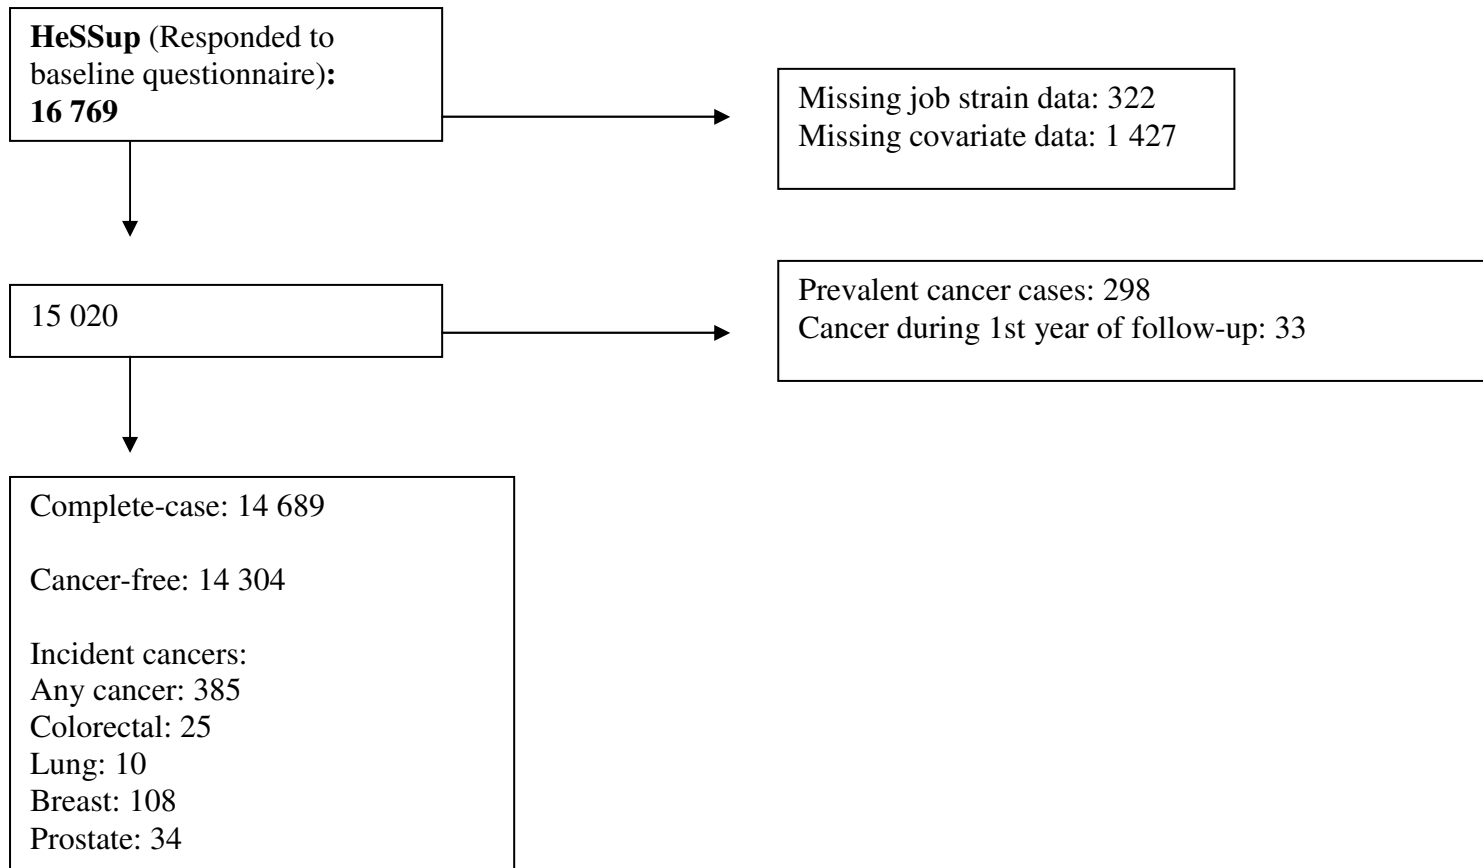 HeSSup (Responded to
baseline questionnaire):
16 769
Missing job strain data: 322
Missing covariate data: 1 427
15 020
Prevalent cancer cases: 298
Cancer during 1st year of follow-up: 33
Complete-case: 14 689
Cancer-free: 14 304
Incident cancers:
Any cancer: 385
Colorectal: 25
Lung: 10
Breast: 108
Prostate: 34